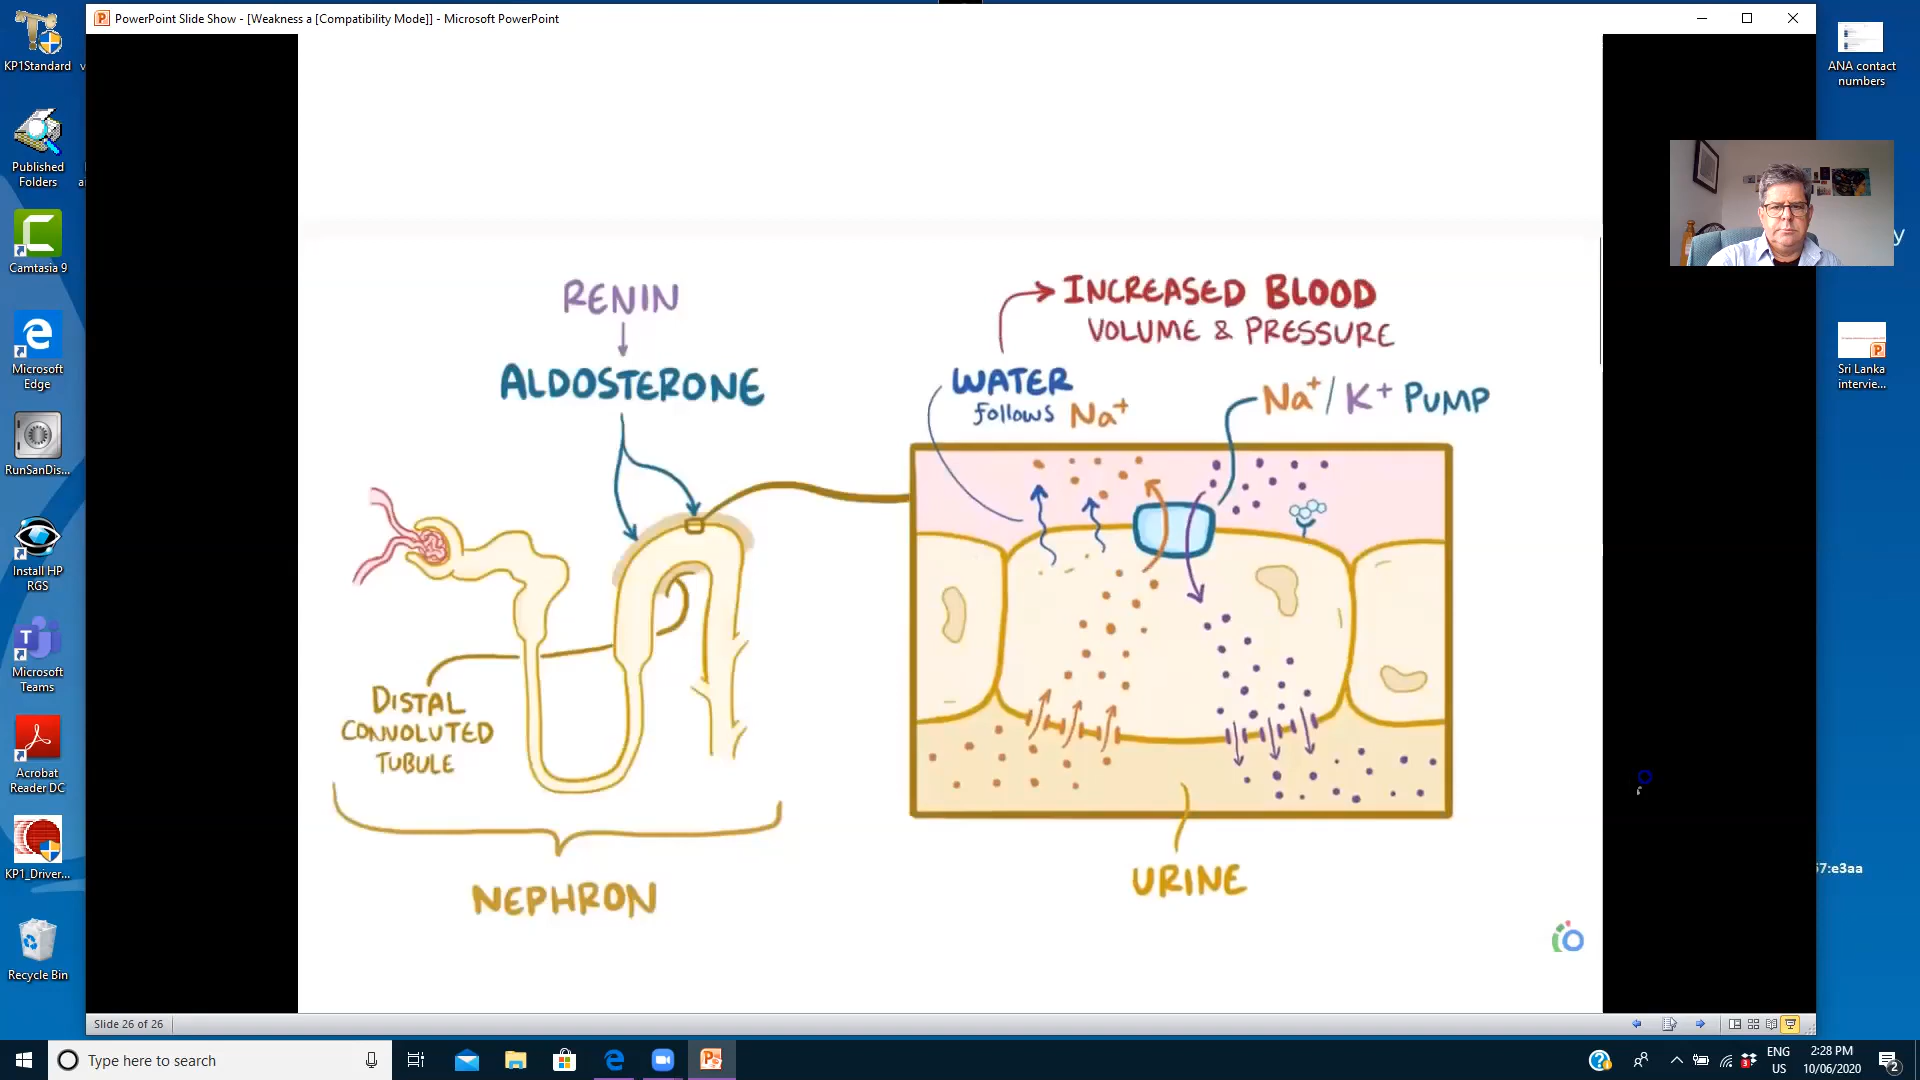 PowerPoint Slide Show - [Weakness a [Compatibility Mode]] - Microsoft PowerPoint
KP1Standard
Published
Folders
Camtasia 9
Microsoft
Edge
RunSanDis...
Install HP
RGS
Microsoft
Teams
Acrobat
Reader DC
KP1_Driver...
Recycle Bin
RENIN
ALDOSTERONE
DISTAL
CONVOLUTED
TUBULE
NEPHRON
INCREASED BLOOD
VOLUME & PRESSURE
WATER
follows Na+
Na+/K+ PUMP
URINE
ANA contact
numbers
Sri Lanka
intervie...
y
57:e3aa
Slide 26 of 26
Type here to search
ENG
US
2:28 PM
10/06/2020
2